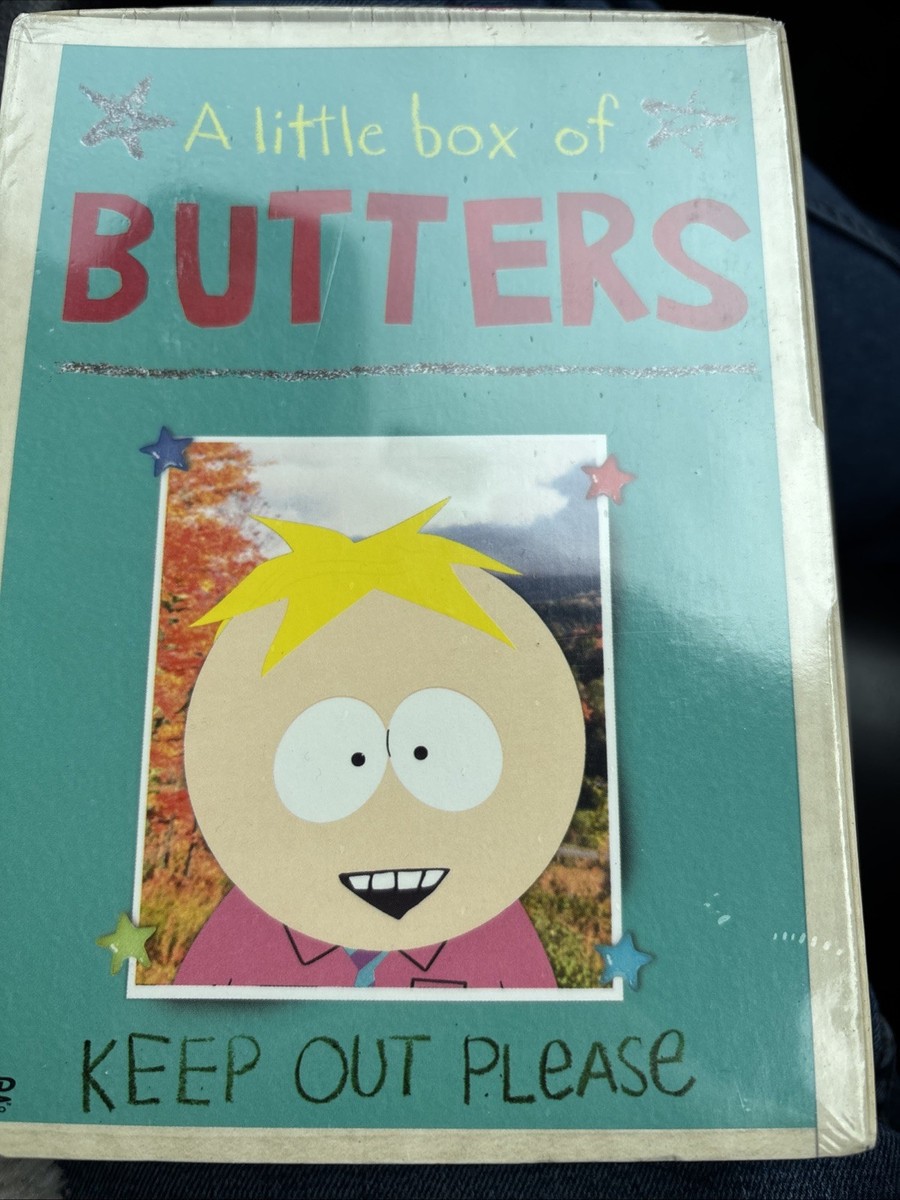 A little box of
BUTTERS
KEEP OUT PLeASe